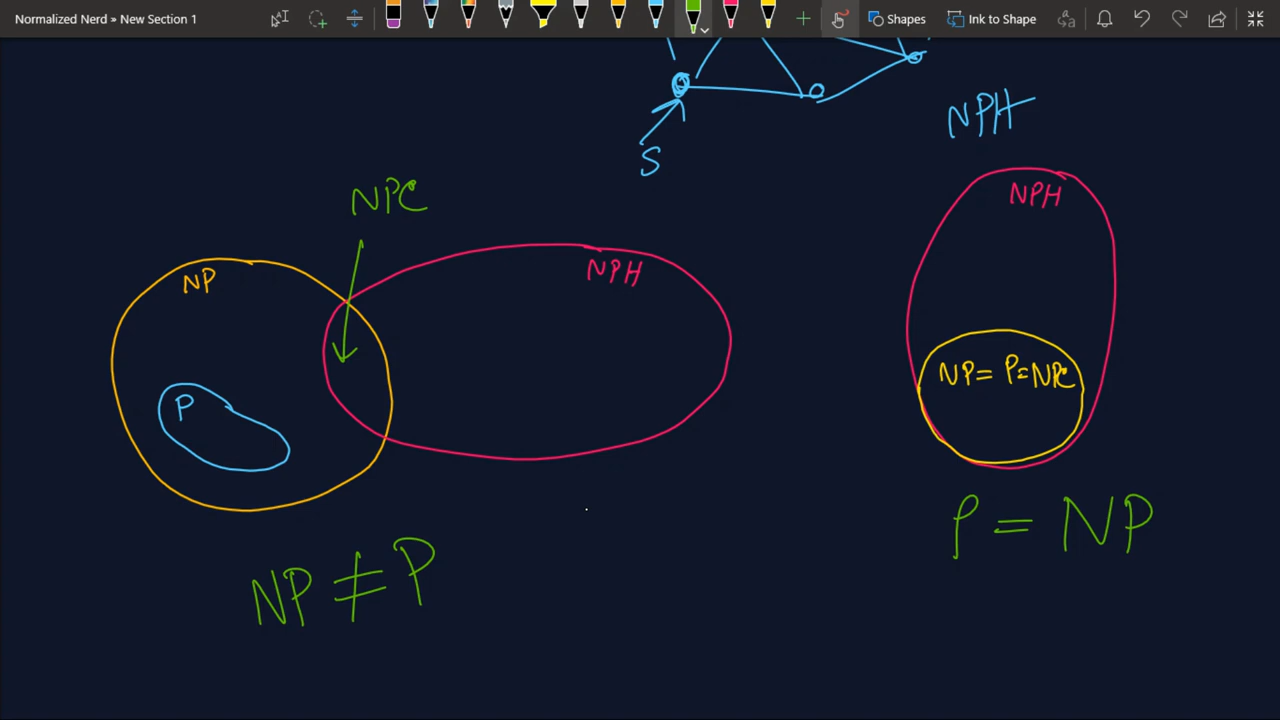 Normalized Nerd » New Section 1
Shapes
Ink to Shape
NPH
S
NPC
NPH
NP
NPH
P
NP = P = NPC
P = NP
NP ≠ P